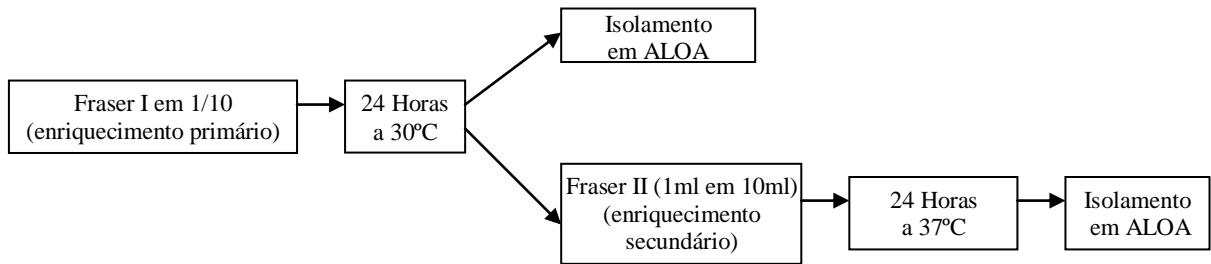 Isolamento
em ALOA
Fraser I em 1/10
(enriquecimento primário)
24 Horas
a 30ºC
Fraser II (1ml em 10ml)
(enriquecimento
secundário)
24 Horas
a 37ºC
Isolamento
em ALOA